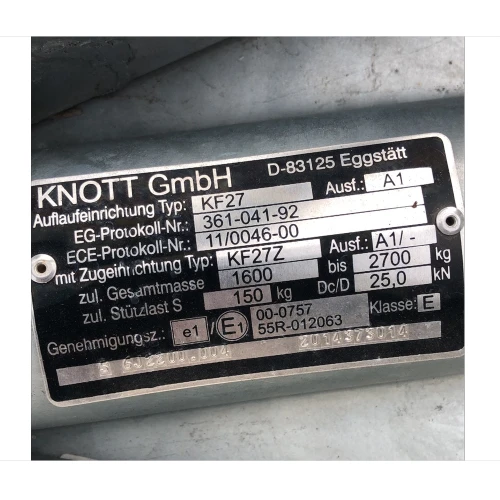 KNOTT GmbH D-83125 Eggstätt
Auflaufeinrichtung Typ: KF27 Ausf.: A1
EG-Protokoll-Nr.: 361-041-92
ECE-Protokoll-Nr.: 11/0046-00
mit Zugeinrichtung Typ: KF27Z Ausf.: A1/ -
zul. Gesamtmasse 1600 bis 2700 kg
zul. Stützlast S 150 kg Dc/D 25,0 kN
Genehmigungsz.: e1 / E1 00-0757 Klasse: E
55R-012063